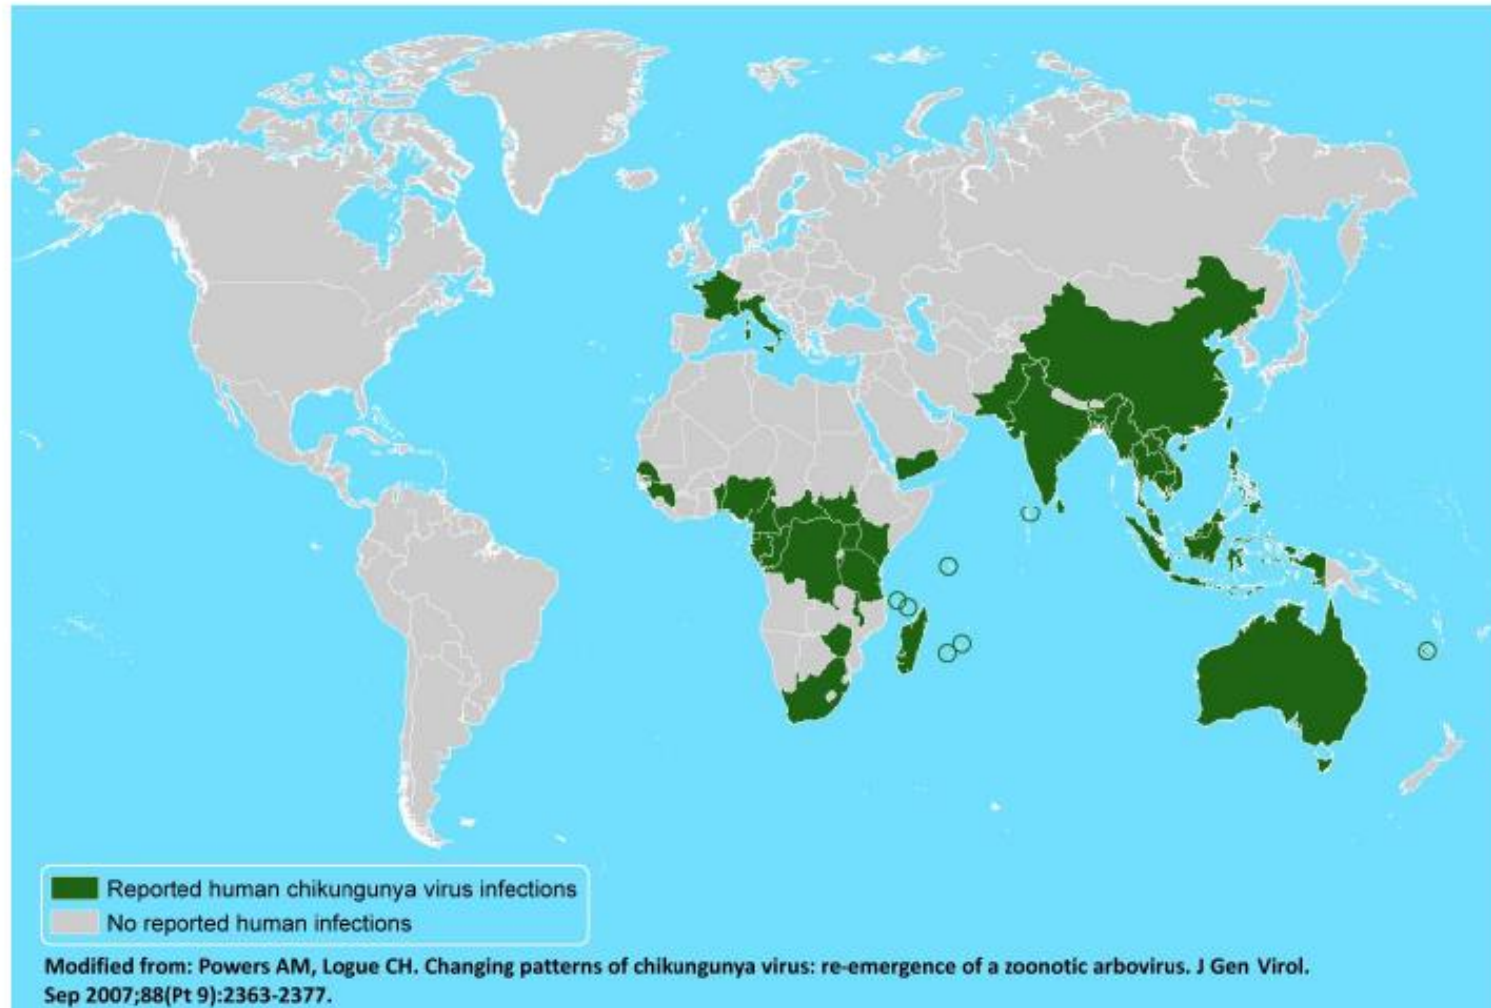 Reported human chikungunya virus infections
No reported human infections
Modified from: Powers AM, Logue CH. Changing patterns of chikungunya virus: re-emergence of a zoonotic arbovirus. J Gen Virol.
Sep 2007;88(Pt 9):2363-2377.